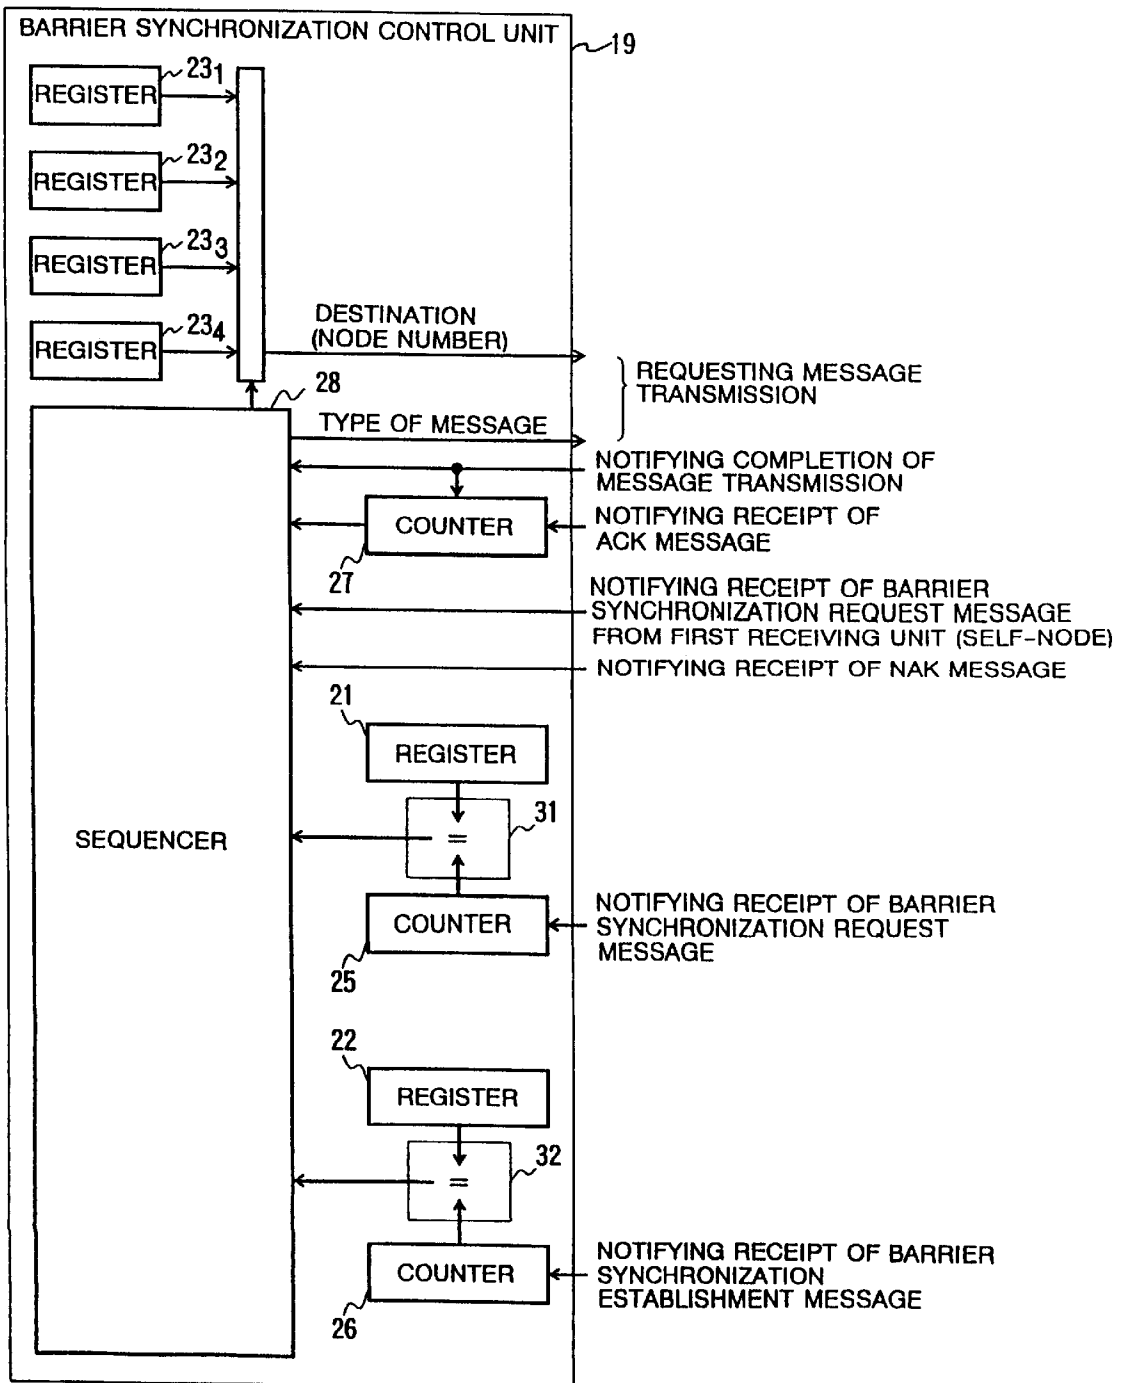 BARRIER SYNCHRONIZATION CONTROL UNIT
19
REGISTER
23₁
REGISTER
23₂
REGISTER
23₃
REGISTER
23₄
DESTINATION
(NODE NUMBER)
REQUESTING MESSAGE
TRANSMISSION
28
TYPE OF MESSAGE
NOTIFYING COMPLETION OF
MESSAGE TRANSMISSION
COUNTER
27
NOTIFYING RECEIPT OF
ACK MESSAGE
NOTIFYING RECEIPT OF BARRIER
SYNCHRONIZATION REQUEST MESSAGE
FROM FIRST RECEIVING UNIT (SELF-NODE)
NOTIFYING RECEIPT OF NAK MESSAGE
21
REGISTER
=
31
SEQUENCER
COUNTER
25
NOTIFYING RECEIPT OF BARRIER
SYNCHRONIZATION REQUEST
MESSAGE
22
REGISTER
=
32
COUNTER
26
NOTIFYING RECEIPT OF BARRIER
SYNCHRONIZATION
ESTABLISHMENT MESSAGE